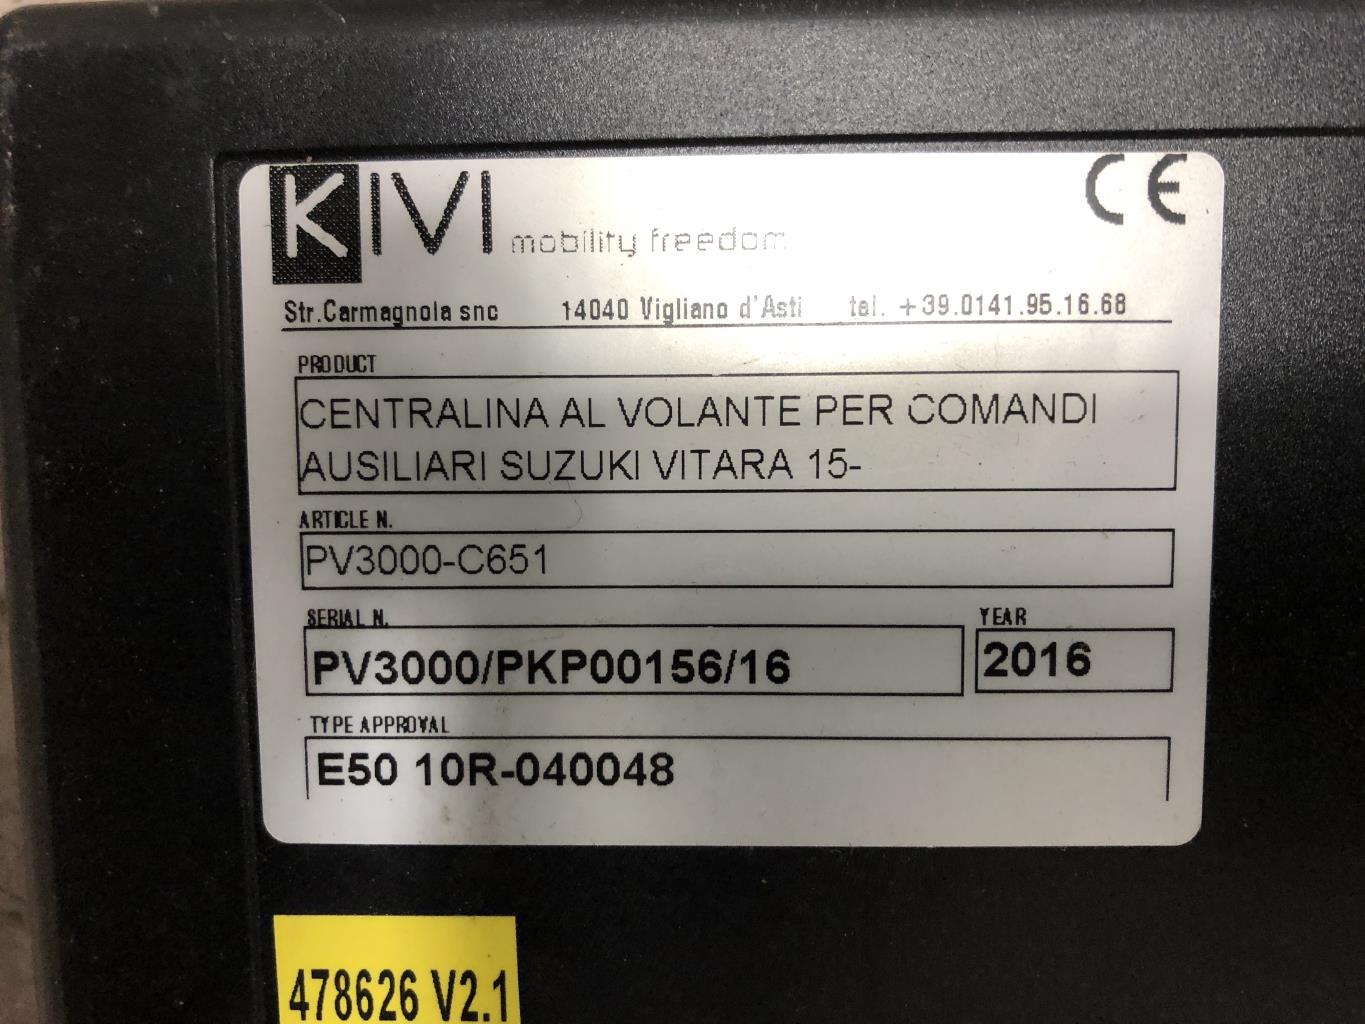 KIVI mobility freedom CE
Str.Carmagnola snc 14040 Vigliano d'Asti tel. +39.0141.95.16.68
PRODUCT
CENTRALINA AL VOLANTE PER COMANDI
AUSILIARI SUZUKI VITARA 15-
ARTICLE N.
PV3000-C651
SERIAL N. YEAR
PV3000/PKP00156/16 2016
TYPE APPROVAL
E50 10R-040048
478626 V2.1